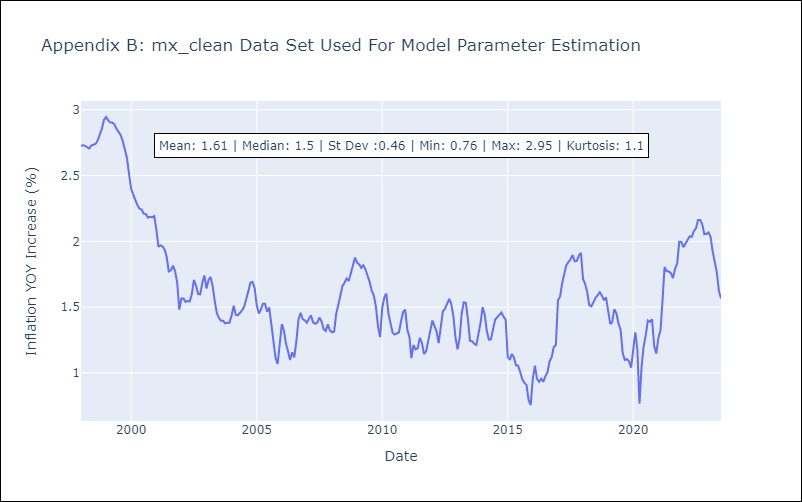 Appendix B: mx_clean Data Set Used For Model Parameter Estimation
Mean: 1.61 | Median: 1.5 | St Dev :0.46 | Min: 0.76 | Max: 2.95 | Kurtosis: 1.1
Inflation YOY Increase (%)
3
2.5
2
1.5
1
2000
2005
2010
2015
2020
Date